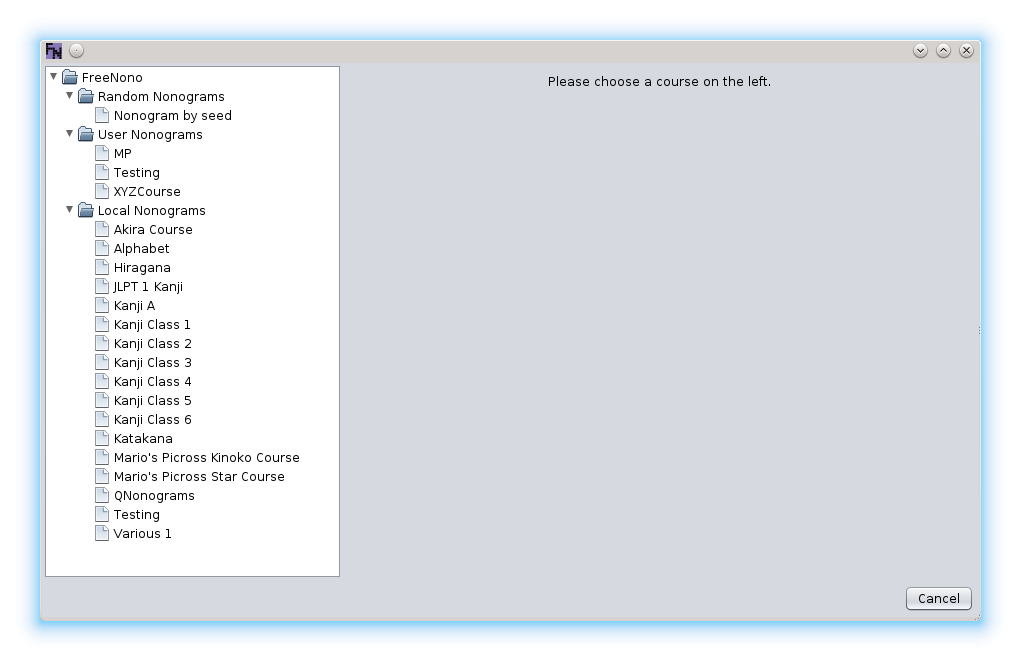 FN
FreeNono
Random Nonograms
Nonogram by seed
User Nonograms
MP
Testing
XYZCourse
Local Nonograms
Akira Course
Alphabet
Hiragana
JLPT 1 Kanji
Kanji A
Kanji Class 1
Kanji Class 2
Kanji Class 3
Kanji Class 4
Kanji Class 5
Kanji Class 6
Katakana
Mario's Picross Kinoko Course
Mario's Picross Star Course
QNonograms
Testing
Various 1
Please choose a course on the left.
Cancel